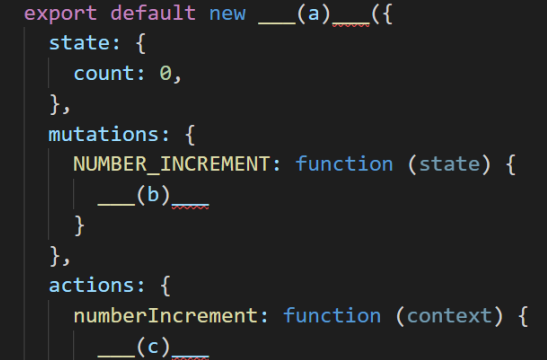 export default new ___(a)___({
state: {
count: 0,
},
mutations: {
NUMBER_INCREMENT: function (state) {
___(b)___
}
},
actions: {
numberIncrement: function (context) {
___(c)___